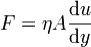 F = ηA du/dy